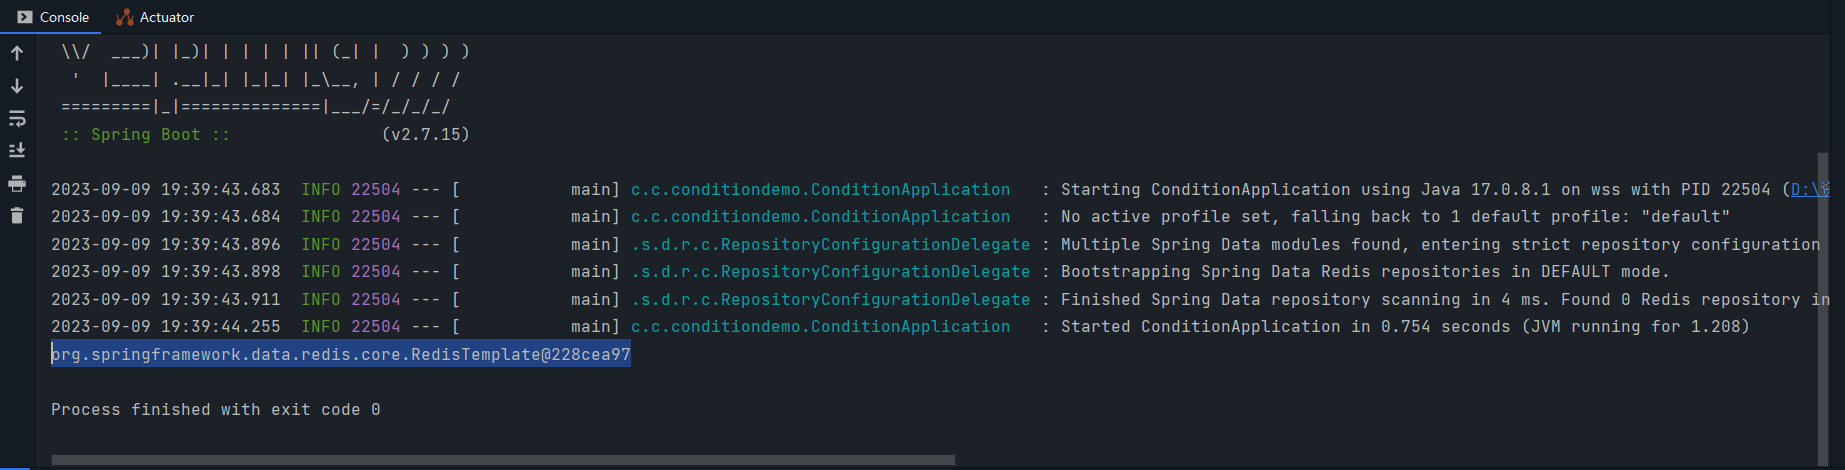 Console Actuator
\\/  ___)| |_)| | | | | || (_| |  ) ) ) )
 '  |____| .__|_| |_|_| |_\__, | / / / /
=========|_|==============|___/=/_/_/_/
:: Spring Boot ::               (v2.7.15)
2023-09-09 19:39:43.683  INFO 22504 --- [           main] c.c.conditiondemo.ConditionApplication   : Starting ConditionApplication using Java 17.0.8.1 on wss with PID 22504 (D:\
2023-09-09 19:39:43.684  INFO 22504 --- [           main] c.c.conditiondemo.ConditionApplication   : No active profile set, falling back to 1 default profile: "default"
2023-09-09 19:39:43.896  INFO 22504 --- [           main] .s.d.r.c.RepositoryConfigurationDelegate : Multiple Spring Data modules found, entering strict repository configuration
2023-09-09 19:39:43.898  INFO 22504 --- [           main] .s.d.r.c.RepositoryConfigurationDelegate : Bootstrapping Spring Data Redis repositories in DEFAULT mode.
2023-09-09 19:39:43.911  INFO 22504 --- [           main] .s.d.r.c.RepositoryConfigurationDelegate : Finished Spring Data repository scanning in 4 ms. Found 0 Redis repository in
2023-09-09 19:39:44.255  INFO 22504 --- [           main] c.c.conditiondemo.ConditionApplication   : Started ConditionApplication in 0.754 seconds (JVM running for 1.208)
org.springframework.data.redis.core.RedisTemplate@228cea97
Process finished with exit code 0